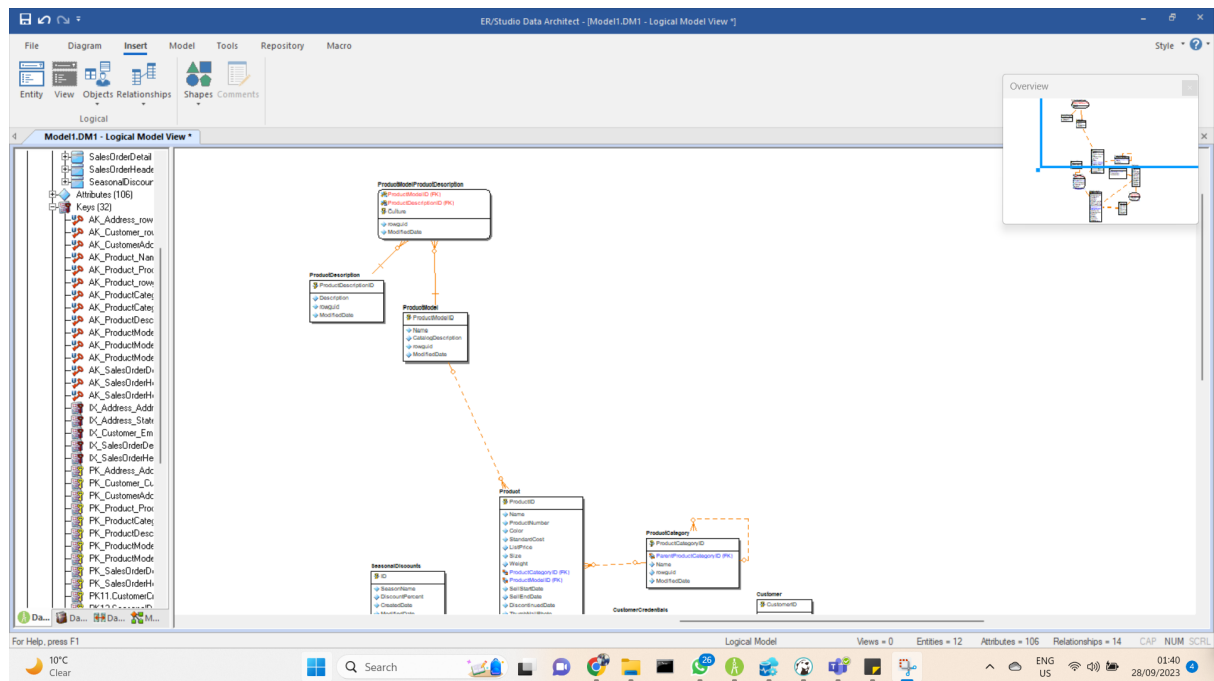 ER/Studio Data Architect - [Model1.DM1 - Logical Model View *]
File Diagram Insert Model Tools Repository Macro
Style
Entity View Objects Relationships Shapes Comments
Logical
Overview
Model1.DM1 - Logical Model View *
SalesOrderDetail
SalesOrderHeade
SeasonalDiscour
Attributes (106)
Keys (32)
AK_Address_row
AK_Customer_rou
AK_CustomerAdc
AK_Product_Nan
AK_Product_Proc
AK_Product_row
AK_ProductCateg
AK_ProductCateg
AK_ProductDesc
AK_ProductMode
AK_ProductMode
AK_ProductMode
AK_SalesOrderD
AK_SalesOrderH
AK_SalesOrderH
IX_Address_Addr
IX_Address_State
IX_Customer_Em
IX_SalesOrderDe
IX_SalesOrderHe
PK_Address_Adc
PK_Customer_Cu
PK_CustomerAdc
PK_Product_Proc
PK_ProductCateg
PK_ProductDesc
PK_ProductMode
PK_ProductMode
PK_SalesOrderD
PK_SalesOrderH
PK11.CustomerCr
Da... Da... Da... M...
ProductModelProductDescription
ProductModelID (FK)
ProductDescriptionID (FK)
Culture
rowguid
ModifiedDate
ProductDescription
ProductDescriptionID
Description
rowguid
ModifiedDate
ProductModel
ProductModelID
Name
CatalogDescription
rowguid
ModifiedDate
Product
ProductID
Name
ProductNumber
Color
StandardCost
ListPrice
Size
Weight
ProductCategoryID (FK)
ProductModelID (FK)
SellStartDate
SellEndDate
DiscontinuedDate
ProductCategory
ProductCategoryID
ParentProductCategoryID (FK)
Name
rowguid
ModifiedDate
SeasonalDiscounts
ID
SeasonName
DiscountPercent
CreatedDate
CustomerCredentials
Customer
CustomerID
For Help, press F1
Logical Model Views = 0 Entities = 12 Attributes = 106 Relationships = 14 CAP NUM SCRL
10°C
Clear
Search
26
ENG
US
01:40
28/09/2023
4